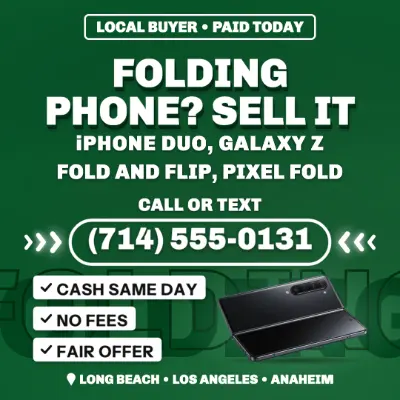 LOCAL BUYER • PAID TODAY
FOLDING
PHONE? SELL IT
iPHONE DUO, GALAXY Z
FOLD AND FLIP, PIXEL FOLD
CALL OR TEXT
››› (714) 555-0131 ‹‹‹
✓ CASH SAME DAY
✓ NO FEES
✓ FAIR OFFER
FOLDING
LONG BEACH • LOS ANGELES • ANAHEIM